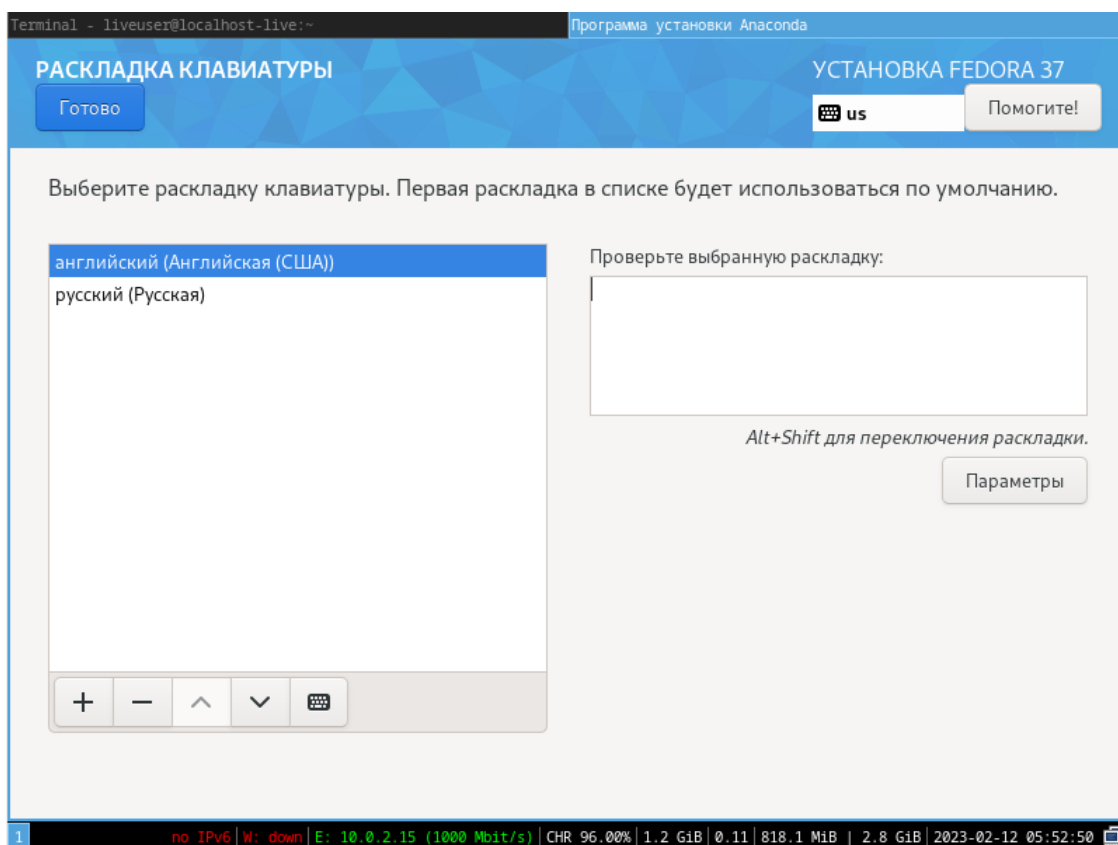 Terminal - liveuser@localhost-live:~
Программа установки Anaconda
РАСКЛАДКА КЛАВИАТУРЫ
УСТАНОВКА FEDORA 37
Готово
us
Помогите!
Выберите раскладку клавиатуры. Первая раскладка в списке будет использоваться по умолчанию.
английский (Английская (США))
русский (Русская)
Проверьте выбранную раскладку:
Alt+Shift для переключения раскладки.
Параметры
1
no IPv6|W: down|E: 10.0.2.15 (1000 Mbit/s)|CHR 96.00%|1.2 GiB|0.11|818.1 MiB | 2.8 GiB|2023-02-12 05:52:50